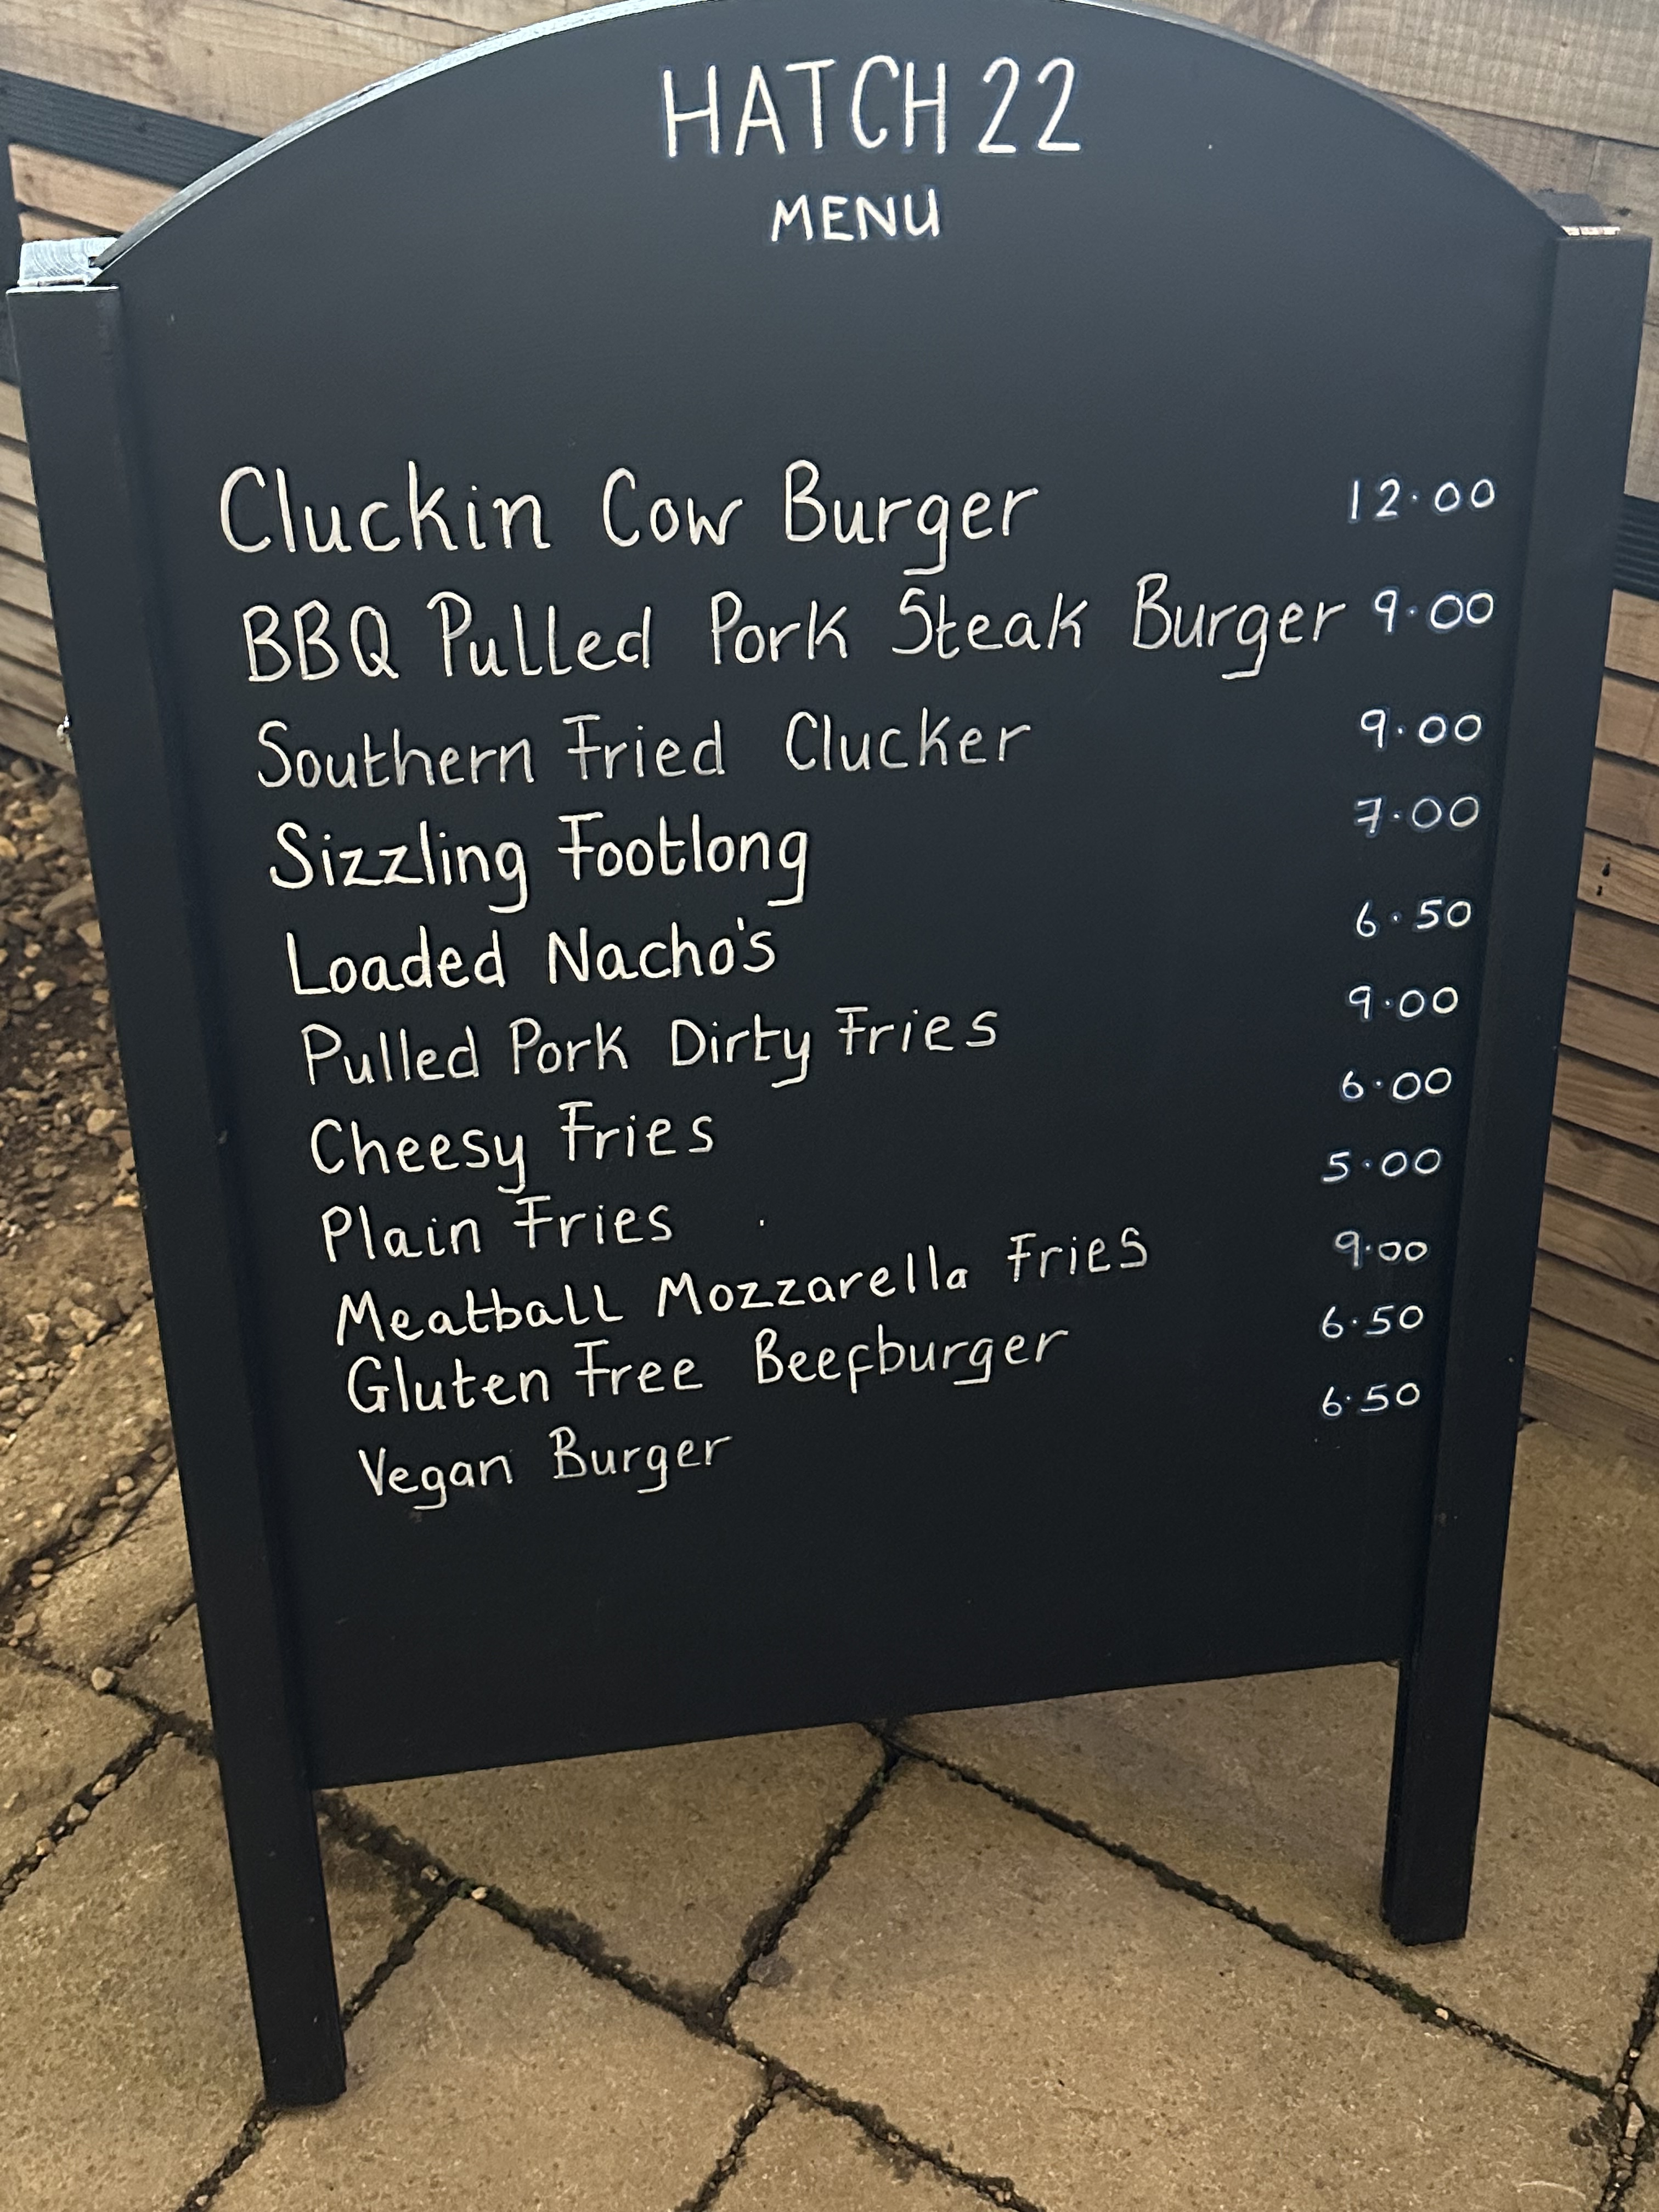 HATCH 22
MENU
Cluckin Cow Burger 12.00
BBQ Pulled Pork Steak Burger 9.00
Southern Fried Clucker 9.00
Sizzling Footlong 7.00
Loaded Nacho's 6.50
Pulled Pork Dirty Fries 9.00
Cheesy Fries 6.00
Plain Fries 5.00
Meatball Mozzarella Fries 9.00
Gluten Free Beefburger 6.50
Vegan Burger 6.50